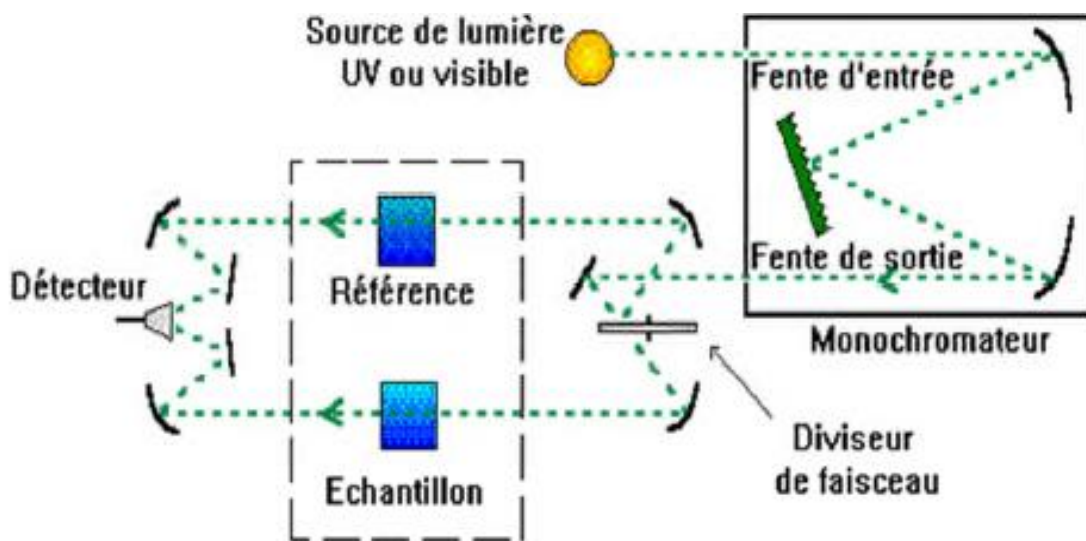 Source de lumière
UV ou visible
Fente d'entrée
Fente de sortie
Monochromateur
Détecteur
Référence
Echantillon
Diviseur
de faisceau